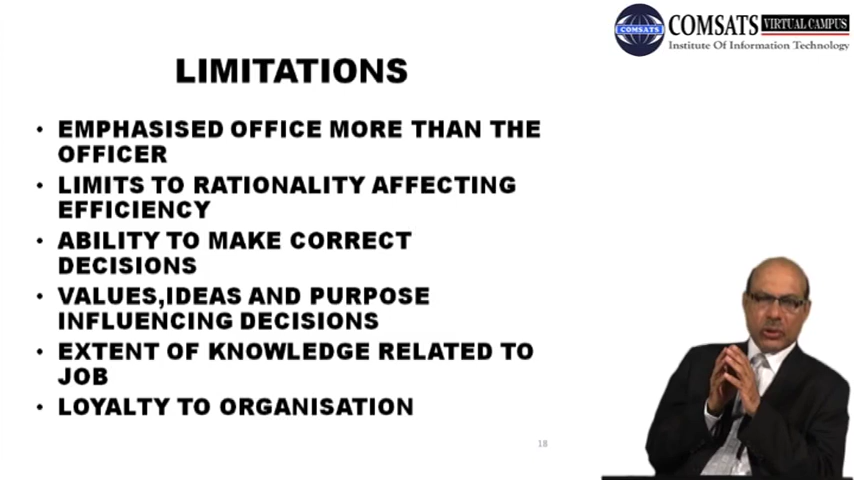 COMSATS
COMSATS VIRTUAL CAMPUS
Institute Of Information Technology
LIMITATIONS
• EMPHASISED OFFICE MORE THAN THE
OFFICER
• LIMITS TO RATIONALITY AFFECTING
EFFICIENCY
• ABILITY TO MAKE CORRECT
DECISIONS
• VALUES,IDEAS AND PURPOSE
INFLUENCING DECISIONS
• EXTENT OF KNOWLEDGE RELATED TO
JOB
• LOYALTY TO ORGANISATION
18